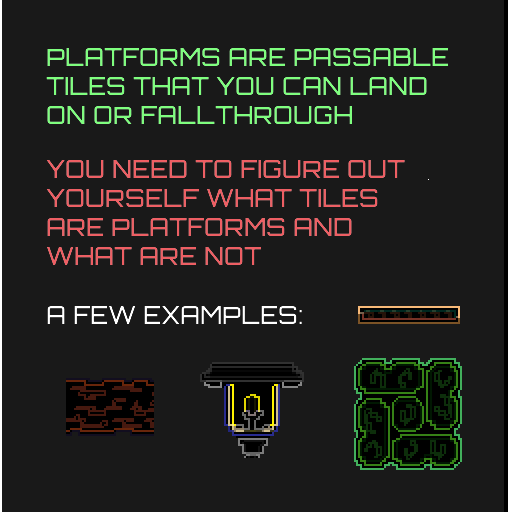 PLATFORMS ARE PASSABLE
TILES THAT YOU CAN LAND
ON OR FALLTHROUGH
YOU NEED TO FIGURE OUT
YOURSELF WHAT TILES
ARE PLATFORMS AND
WHAT ARE NOT
A FEW EXAMPLES: